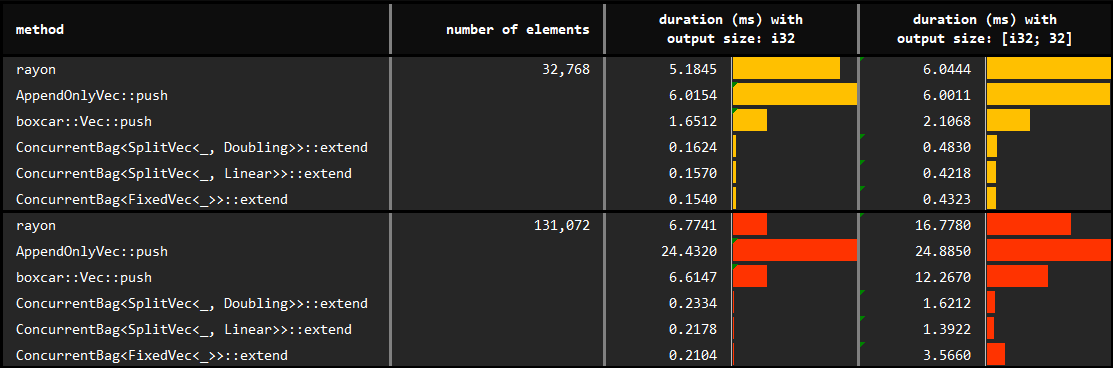 method number of elements duration (ms) with output size: i32 duration (ms) with output size: [i32; 32]
rayon 32,768 5.1845 6.0444
AppendOnlyVec::push 6.0154 6.0011
boxcar::Vec::push 1.6512 2.1068
ConcurrentBag<SplitVec<_, Doubling>>::extend 0.1624 0.4830
ConcurrentBag<SplitVec<_, Linear>>::extend 0.1570 0.4218
ConcurrentBag<FixedVec<_>>::extend 0.1540 0.4323
rayon 131,072 6.7741 16.7780
AppendOnlyVec::push 24.4320 24.8850
boxcar::Vec::push 6.6147 12.2670
ConcurrentBag<SplitVec<_, Doubling>>::extend 0.2334 1.6212
ConcurrentBag<SplitVec<_, Linear>>::extend 0.2178 1.3922
ConcurrentBag<FixedVec<_>>::extend 0.2104 3.5660